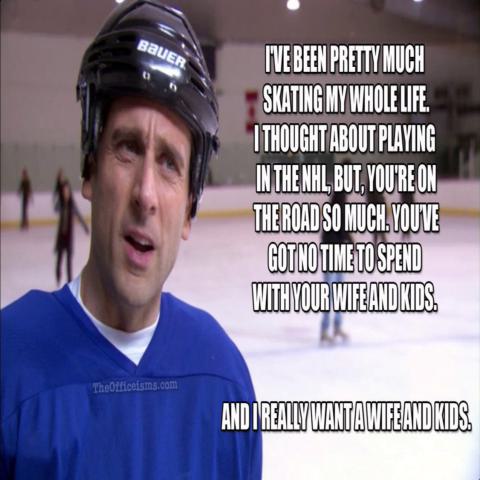 BAUER
I'VE BEEN PRETTY MUCH
SKATING MY WHOLE LIFE.
I THOUGHT ABOUT PLAYING
IN THE NHL, BUT, YOU'RE ON
THE ROAD SO MUCH. YOU'VE
GOT NO TIME TO SPEND
WITH YOUR WIFE AND KIDS.
TheOfficeisms.com
AND I REALLY WANT A WIFE AND KIDS.